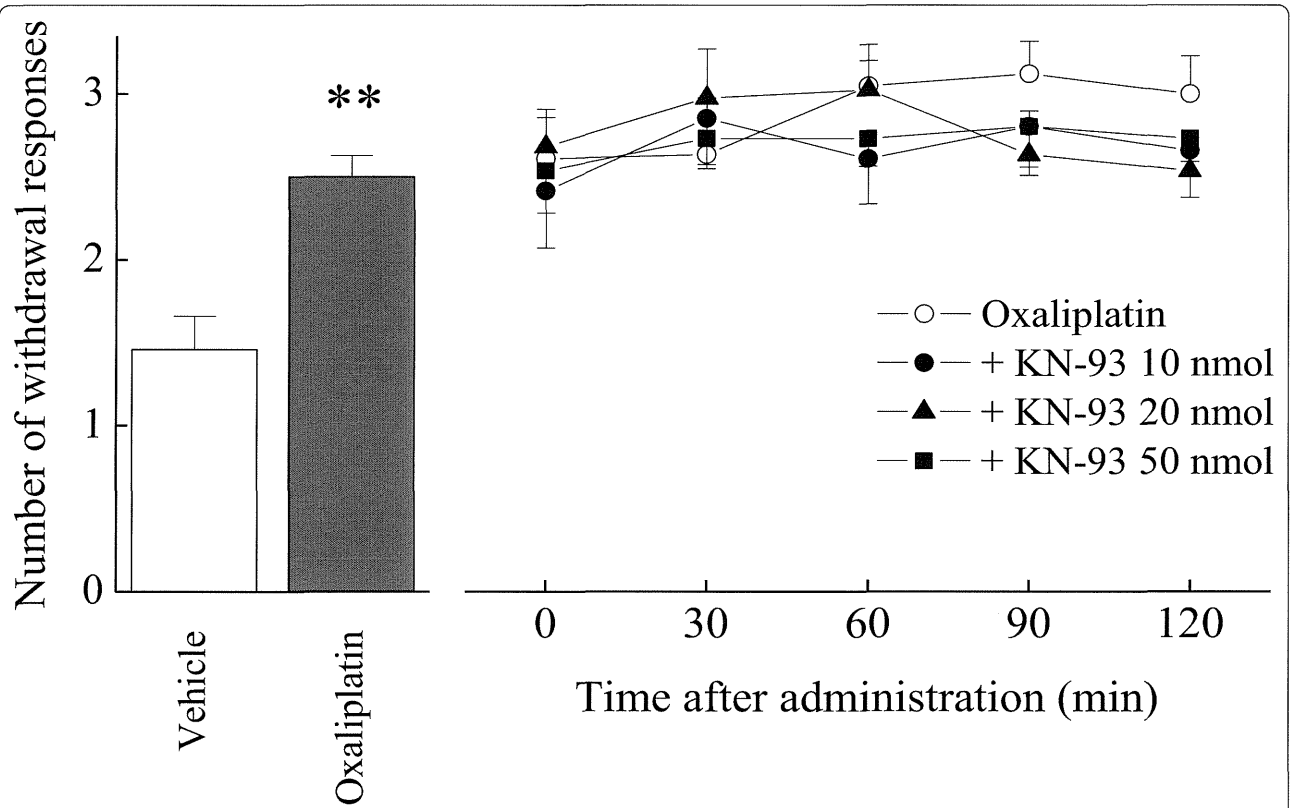 Number of withdrawal responses
3
2
1
0
**
Vehicle
Oxaliplatin
Oxaliplatin
+ KN-93 10 nmol
+ KN-93 20 nmol
+ KN-93 50 nmol
0 30 60 90 120
Time after administration (min)